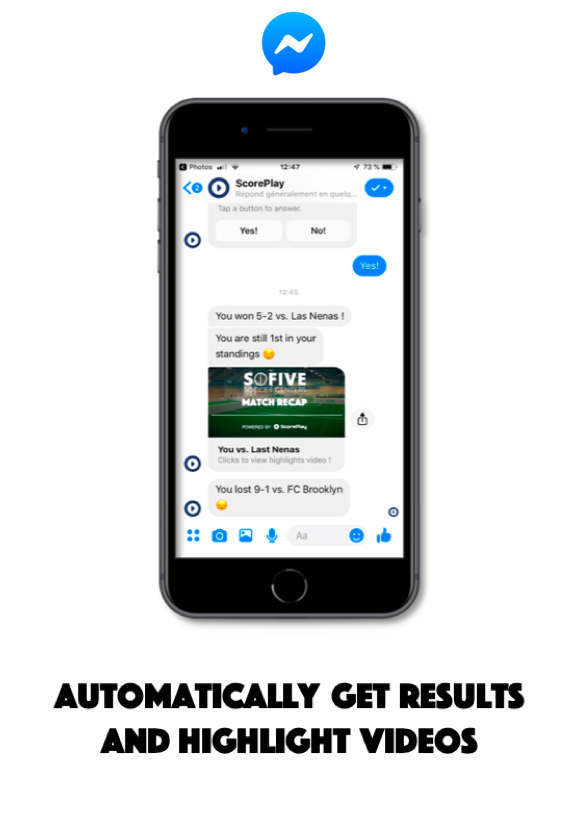 Photos
12:47
73 %
2
ScorePlay
Répond généralement en quelq...
Tap a button to answer.
Yes!
No!
Yes!
12:45
You won 5-2 vs. Las Nenas !
You are still 1st in your
standings 😔
SOFIVE
SOCCER CENTERS
MATCH RECAP
POWERED BY ScorePlay
You vs. Last Nenas
Clicks to view highlights video !
You lost 9-1 vs. FC Brooklyn
😔
Aa
AUTOMATICALLY GET RESULTS
AND HIGHLIGHT VIDEOS